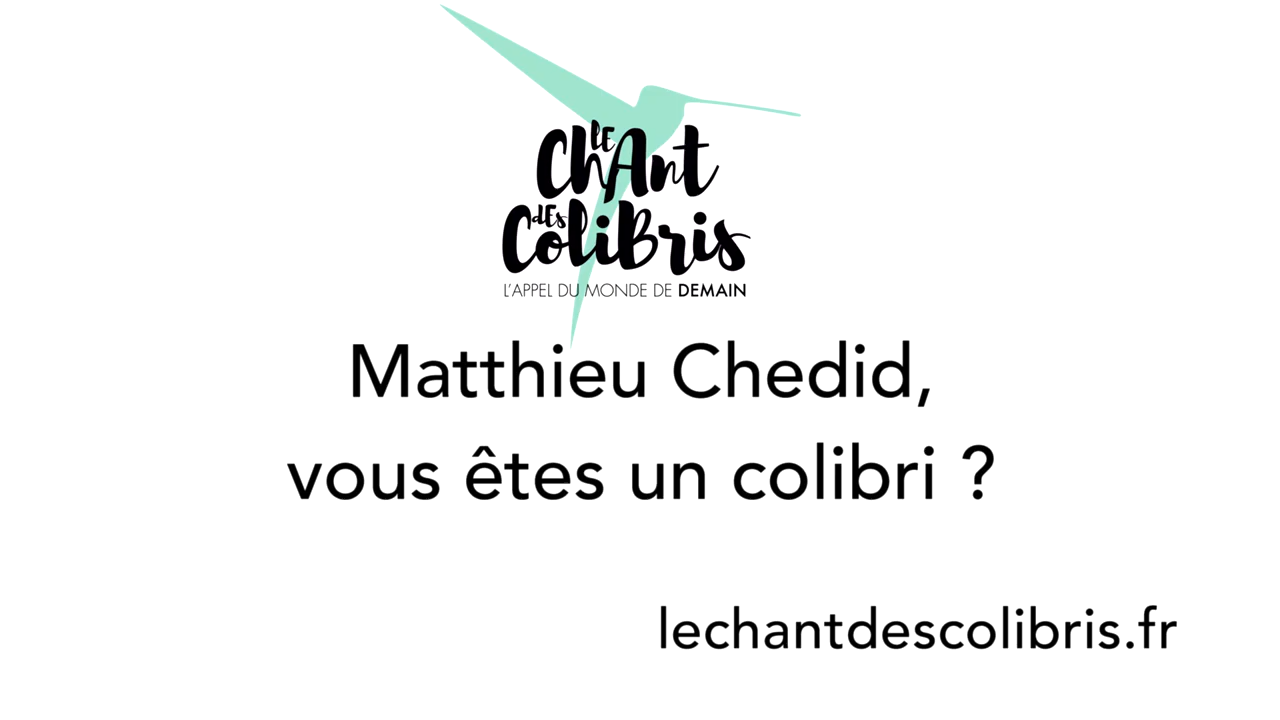 LE
ChAnt
dEs
ColiBris
L'APPEL DU MONDE DE DEMAIN
Matthieu Chedid,
vous êtes un colibri ?
lechantdescolibris.fr